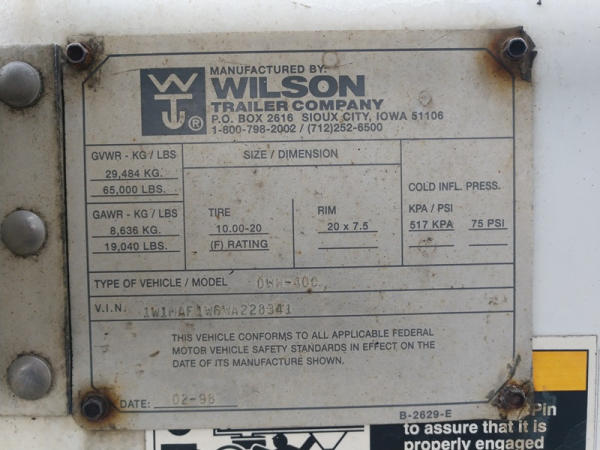 MANUFACTURED BY:
WILSON
TRAILER COMPANY
P.O. BOX 2616 SIOUX CITY, IOWA 51106
1-800-798-2002 / (712)252-6500
WTC®
GVWR - KG / LBS
29,484 KG.
65,000 LBS.
GAWR - KG / LBS
8,636 KG.
19,040 LBS.
SIZE / DIMENSION
TIRE
10.00-20
(F) RATING
RIM
20 x 7.5
COLD INFL. PRESS.
KPA / PSI
517 KPA 75 PSI
TYPE OF VEHICLE / MODEL DWH-400
V.I.N.
THIS VEHICLE CONFORMS TO ALL APPLICABLE FEDERAL
MOTOR VEHICLE SAFETY STANDARDS IN EFFECT ON THE
DATE OF ITS MANUFACTURE SHOWN.
DATE: 02-98
B-2629-E
Pin
to assure that it is
properly engaged